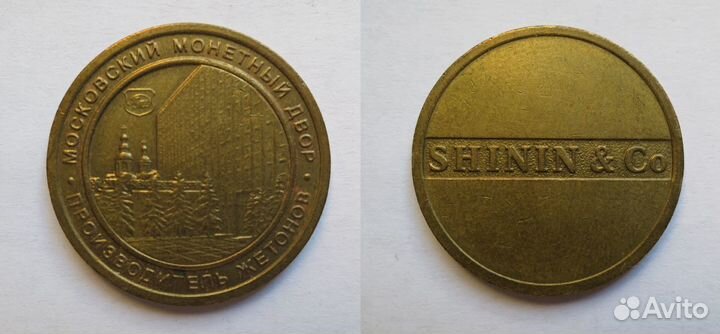 МОСКОВСКИЙ МОНЕТНЫЙ ДВОР
• ПРОИЗВОДИТЕЛЬ ЖЕТОНОВ •
SHININ & Co
Avito